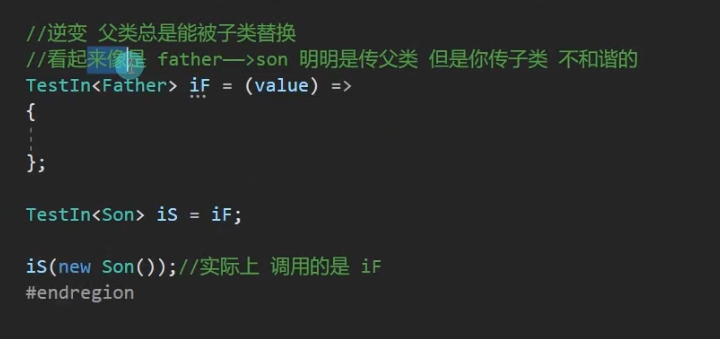 //逆变 父类总是能被子类替换
//看起来像是 father——>son 明明是传父类 但是你传子类 不和谐的
TestIn<Father> iF = (value) =>
{
};
TestIn<Son> iS = iF;
iS(new Son());//实际上 调用的是 iF
#endregion